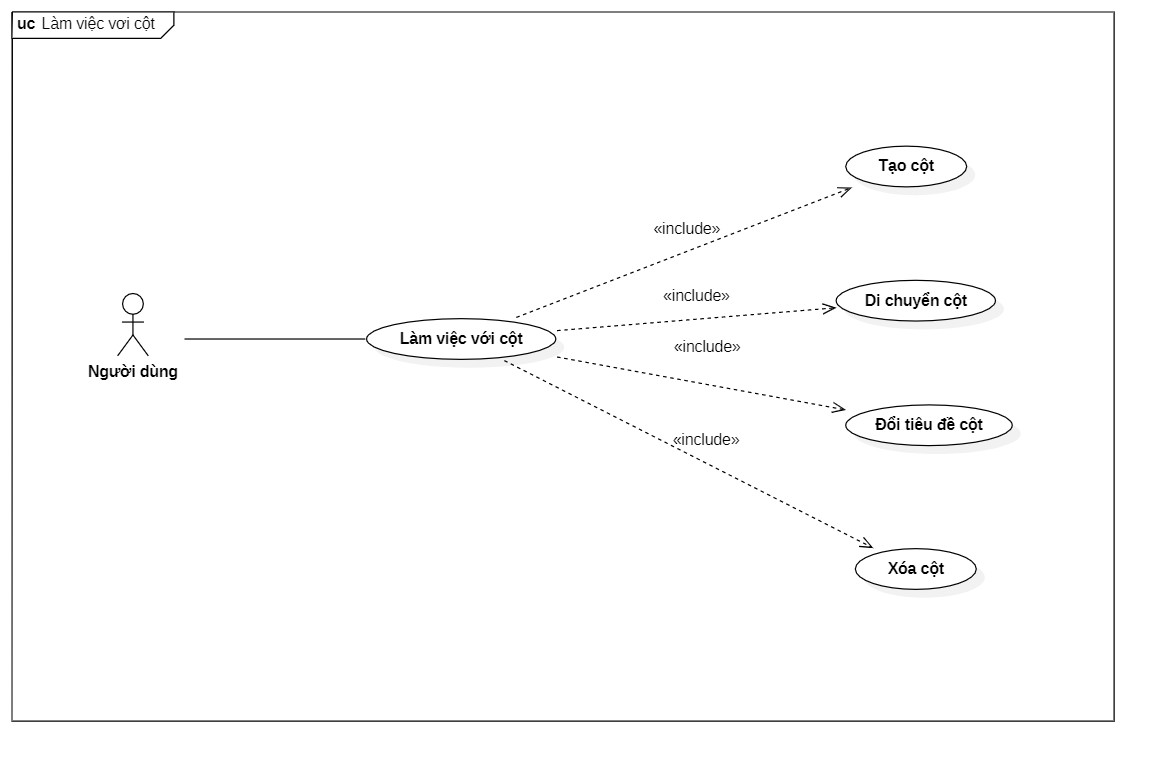 uc Làm việc vơi cột
Tạo cột
«include»
«include»
Di chuyển cột
Làm việc với cột
«include»
Người dùng
Đổi tiêu đề cột
«include»
Xóa cột